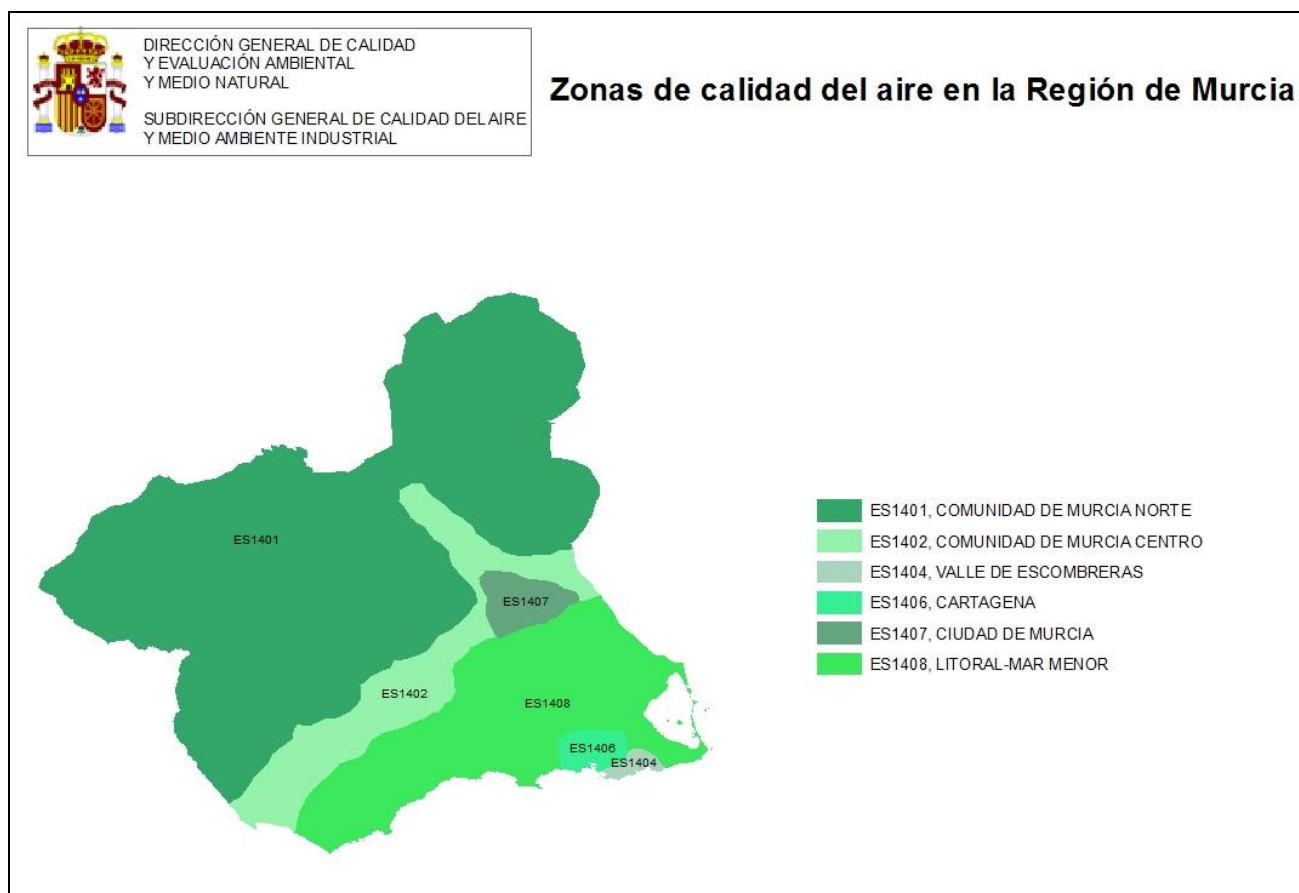 DIRECCIÓN GENERAL DE CALIDAD
Y EVALUACIÓN AMBIENTAL
Y MEDIO NATURAL
SUBDIRECCIÓN GENERAL DE CALIDAD DEL AIRE
Y MEDIO AMBIENTE INDUSTRIAL
Zonas de calidad del aire en la Región de Murcia
ES1401
ES1407
ES1402
ES1408
ES1406
ES1404
ES1401, COMUNIDAD DE MURCIA NORTE
ES1402, COMUNIDAD DE MURCIA CENTRO
ES1404, VALLE DE ESCOMBRERAS
ES1406, CARTAGENA
ES1407, CIUDAD DE MURCIA
ES1408, LITORAL-MAR MENOR